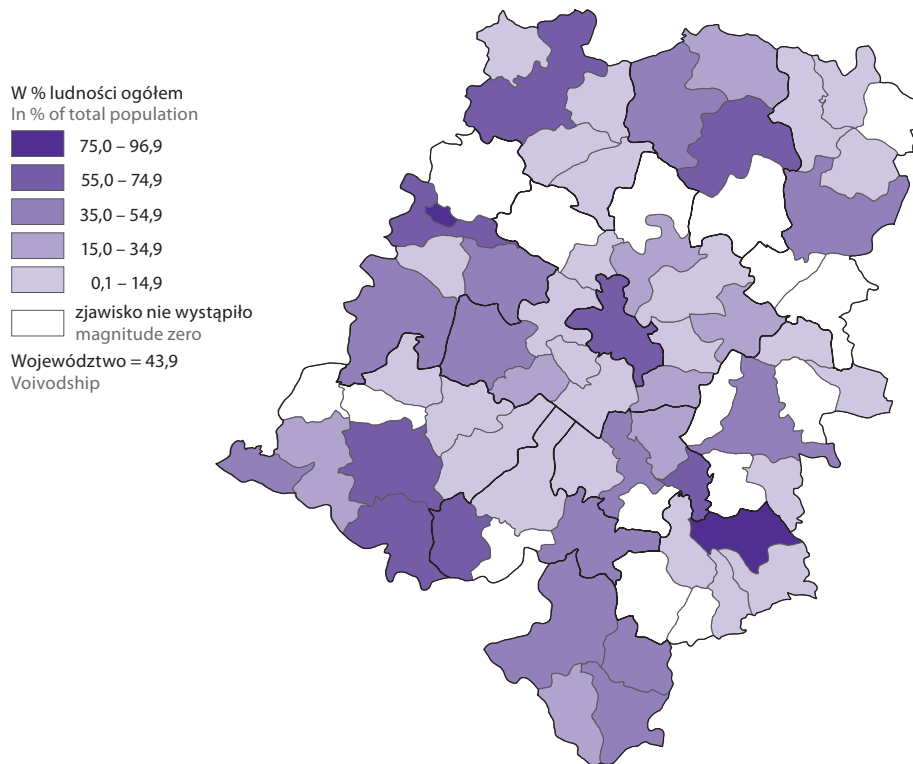 W % ludności ogółem
In % of total population
75,0 – 96,9
55,0 – 74,9
35,0 – 54,9
15,0 – 34,9
0,1 – 14,9
zjawisko nie wystąpiło
magnitude zero
Województwo = 43,9
Voivodship